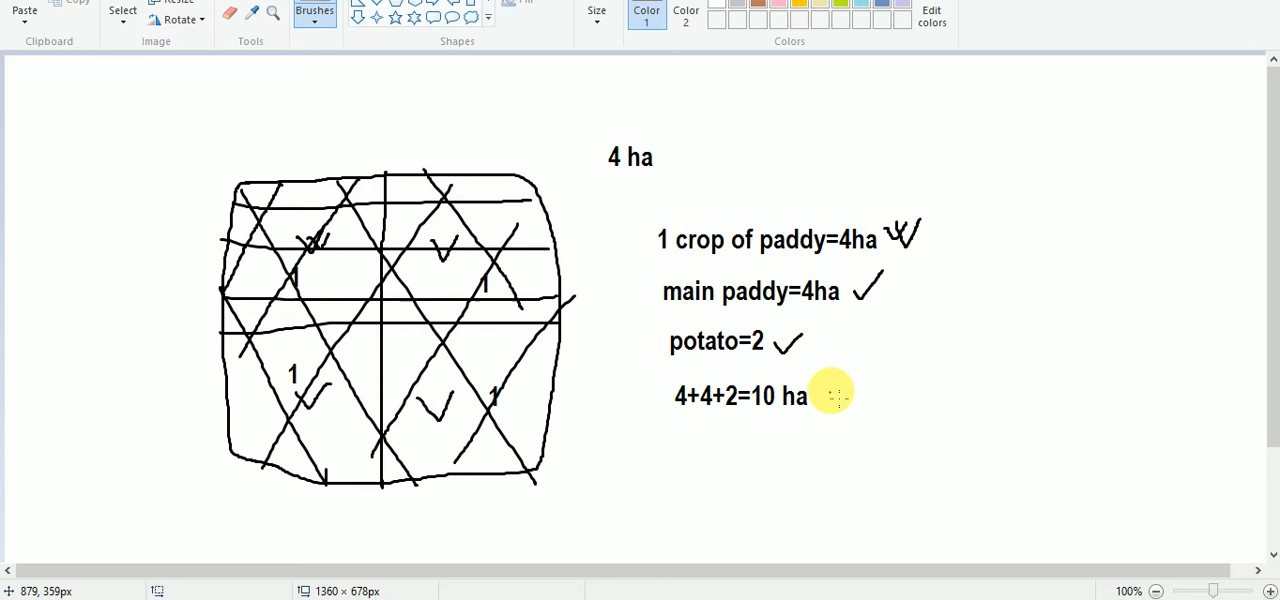 Paste
Select
Rotate
Brushes
Size
Color 1
Color 2
Edit colors
Clipboard
Image
Tools
Shapes
Colors
4 ha
1 crop of paddy=4ha
main paddy=4ha
potato=2
4+4+2=10 ha
1
1
1
1
879, 359px
1360 × 678px
100%